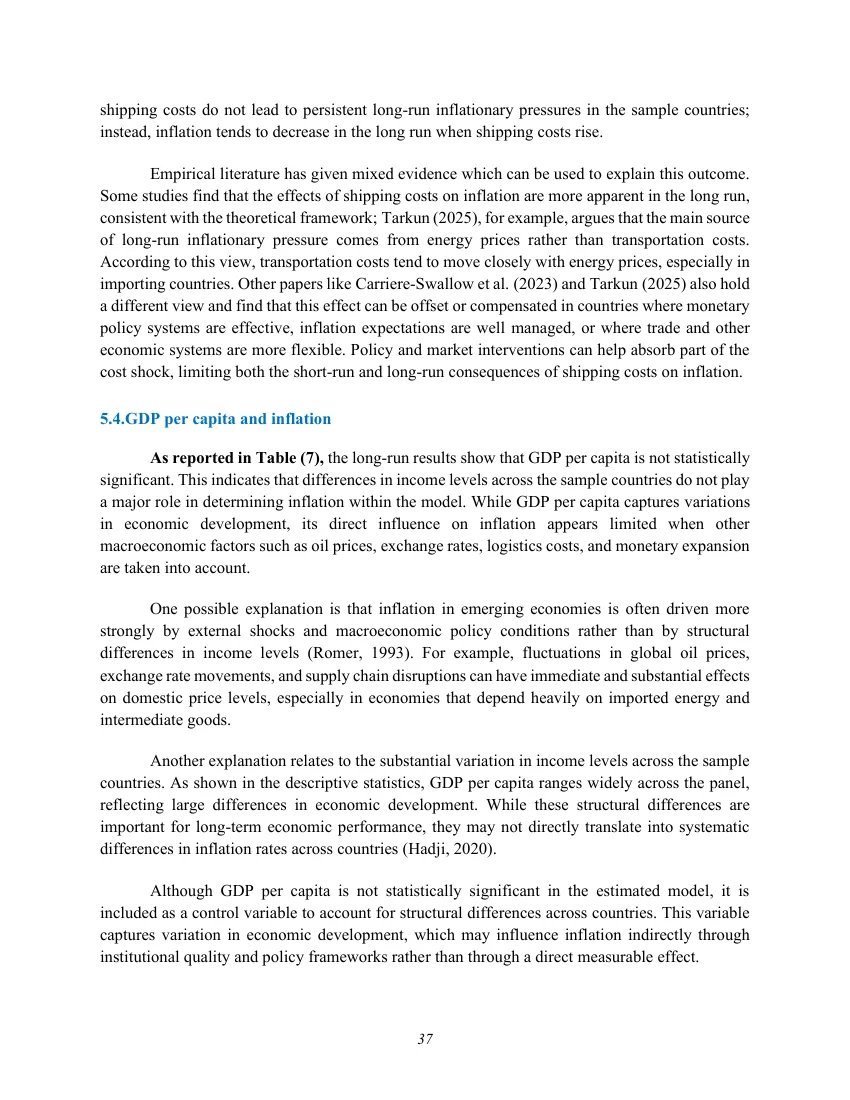 shipping costs do not lead to persistent long-run inflationary pressures in the sample countries;
instead, inflation tends to decrease in the long run when shipping costs rise.
Empirical literature has given mixed evidence which can be used to explain this outcome.
Some studies find that the effects of shipping costs on inflation are more apparent in the long run,
consistent with the theoretical framework; Tarkun (2025), for example, argues that the main source
of long-run inflationary pressure comes from energy prices rather than transportation costs.
According to this view, transportation costs tend to move closely with energy prices, especially in
importing countries. Other papers like Carriere-Swallow et al. (2023) and Tarkun (2025) also hold
a different view and find that this effect can be offset or compensated in countries where monetary
policy systems are effective, inflation expectations are well managed, or where trade and other
economic systems are more flexible. Policy and market interventions can help absorb part of the
cost shock, limiting both the short-run and long-run consequences of shipping costs on inflation.
5.4.GDP per capita and inflation
As reported in Table (7), the long-run results show that GDP per capita is not statistically
significant. This indicates that differences in income levels across the sample countries do not play
a major role in determining inflation within the model. While GDP per capita captures variations
in economic development, its direct influence on inflation appears limited when other
macroeconomic factors such as oil prices, exchange rates, logistics costs, and monetary expansion
are taken into account.
One possible explanation is that inflation in emerging economies is often driven more
strongly by external shocks and macroeconomic policy conditions rather than by structural
differences in income levels (Romer, 1993). For example, fluctuations in global oil prices,
exchange rate movements, and supply chain disruptions can have immediate and substantial effects
on domestic price levels, especially in economies that depend heavily on imported energy and
intermediate goods.
Another explanation relates to the substantial variation in income levels across the sample
countries. As shown in the descriptive statistics, GDP per capita ranges widely across the panel,
reflecting large differences in economic development. While these structural differences are
important for long-term economic performance, they may not directly translate into systematic
differences in inflation rates across countries (Hadji, 2020).
Although GDP per capita is not statistically significant in the estimated model, it is
included as a control variable to account for structural differences across countries. This variable
captures variation in economic development, which may influence inflation indirectly through
institutional quality and policy frameworks rather than through a direct measurable effect.
37